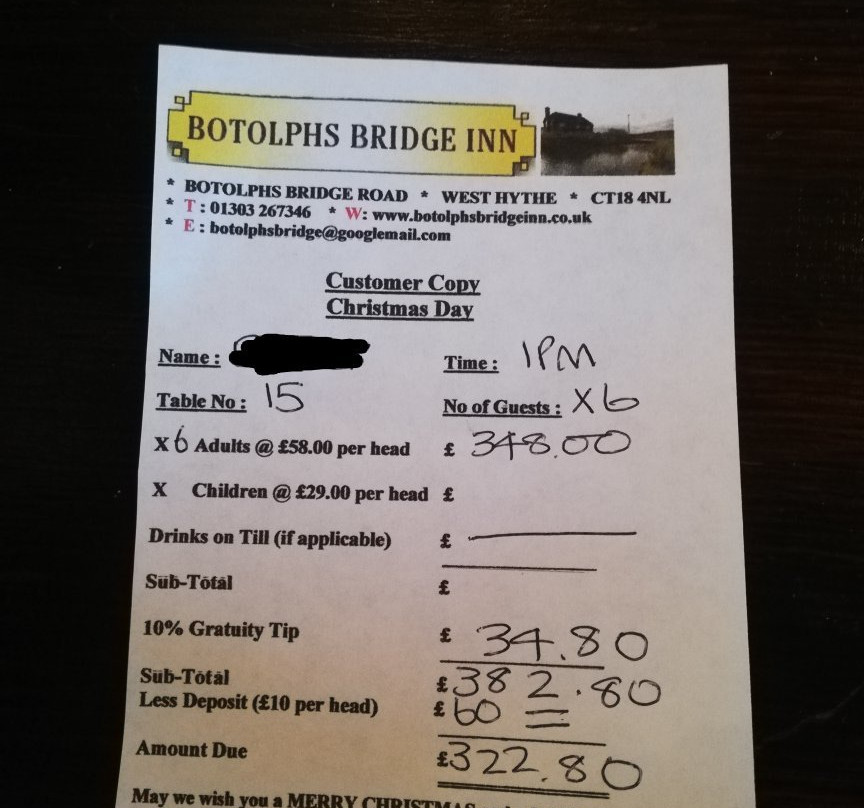 BOTOLPHS BRIDGE INN
* BOTOLPHS BRIDGE ROAD * WEST HYTHE * CT18 4NL
* T : 01303 267346 * W: www.botolphsbridgeinn.co.uk
* E : botolphsbridge@googlemail.com
Customer Copy
Christmas Day
Name : Time : 1PM
Table No : 15 No of Guests : X6
X 6 Adults @ £58.00 per head £ 348.00
X Children @ £29.00 per head £
Drinks on Till (if applicable) £
Sub-Total £
10% Gratuity Tip £ 34.80
Sub-Total £382.80
Less Deposit (£10 per head) £ 60 =
Amount Due £322.80
May we wish you a MERRY CHRISTMAS